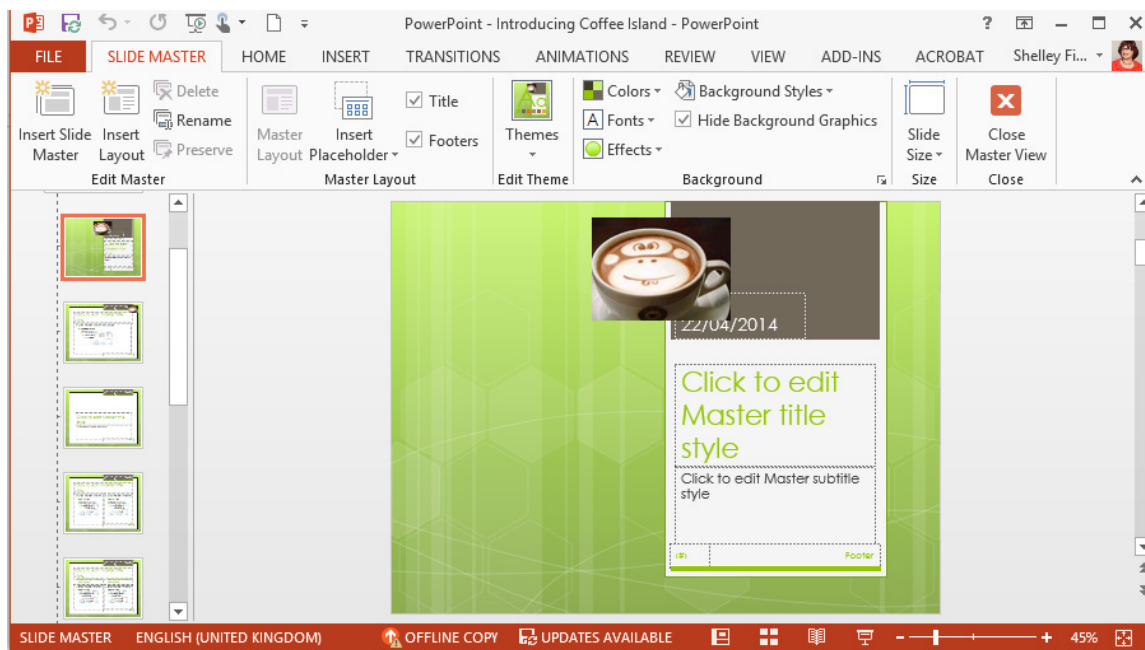 PowerPoint - Introducing Coffee Island - PowerPoint
FILE SLIDE MASTER HOME INSERT TRANSITIONS ANIMATIONS REVIEW VIEW ADD-INS ACROBAT Shelley Fi...
Insert Slide Master
Insert Layout
Delete
Rename
Preserve
Edit Master
Master Layout
Insert Placeholder
Title
Footers
Master Layout
Themes
Edit Theme
Colors
Fonts
Effects
Background Styles
Hide Background Graphics
Background
Slide Size
Size
Close Master View
Close
22/04/2014
Click to edit
Master title
style
Click to edit Master subtitle
style
(#) Footer
SLIDE MASTER ENGLISH (UNITED KINGDOM) OFFLINE COPY UPDATES AVAILABLE 45%